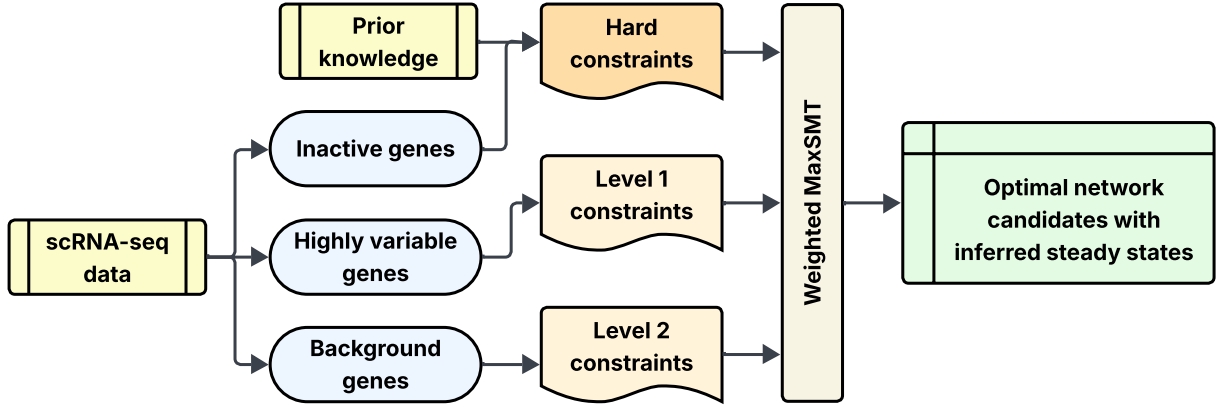 Prior
knowledge
Hard
constraints
Inactive genes
Level 1
constraints
scRNA-seq
data
Highly variable
genes
Background
genes
Level 2
constraints
Weighted MaxSMT
Optimal network
candidates with
inferred steady states